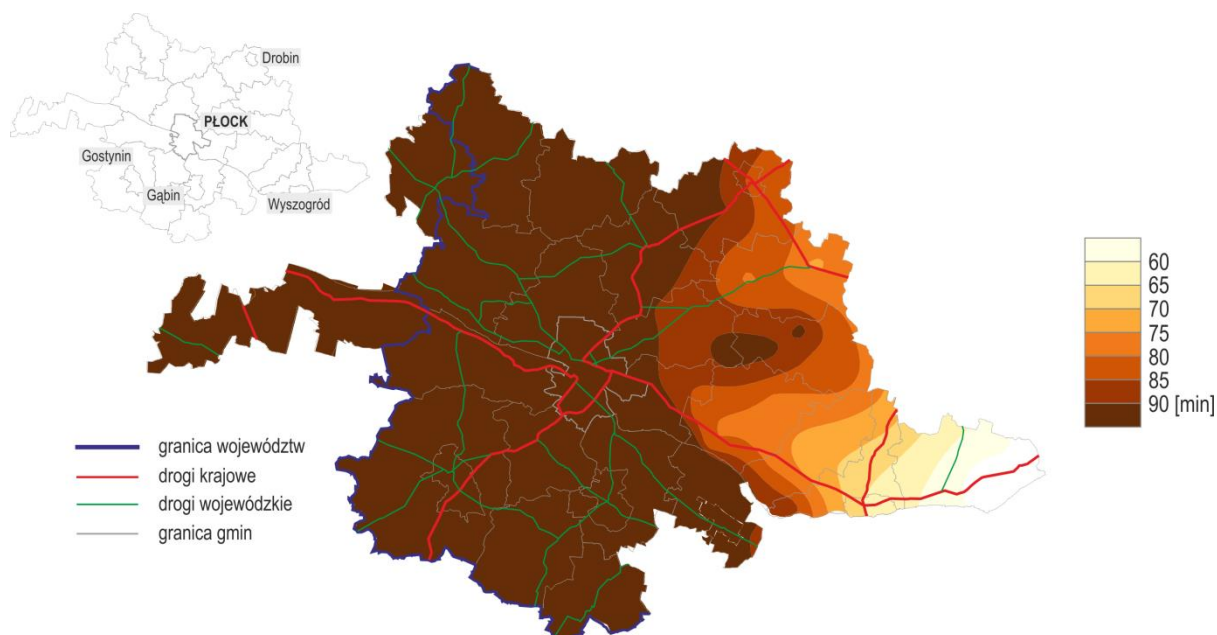 Drobin
PŁOCK
Gostynin
Gąbin
Wyszogród
60
65
70
75
80
85
90 [min]
granica województw
drogi krajowe
drogi wojewódzkie
granica gmin